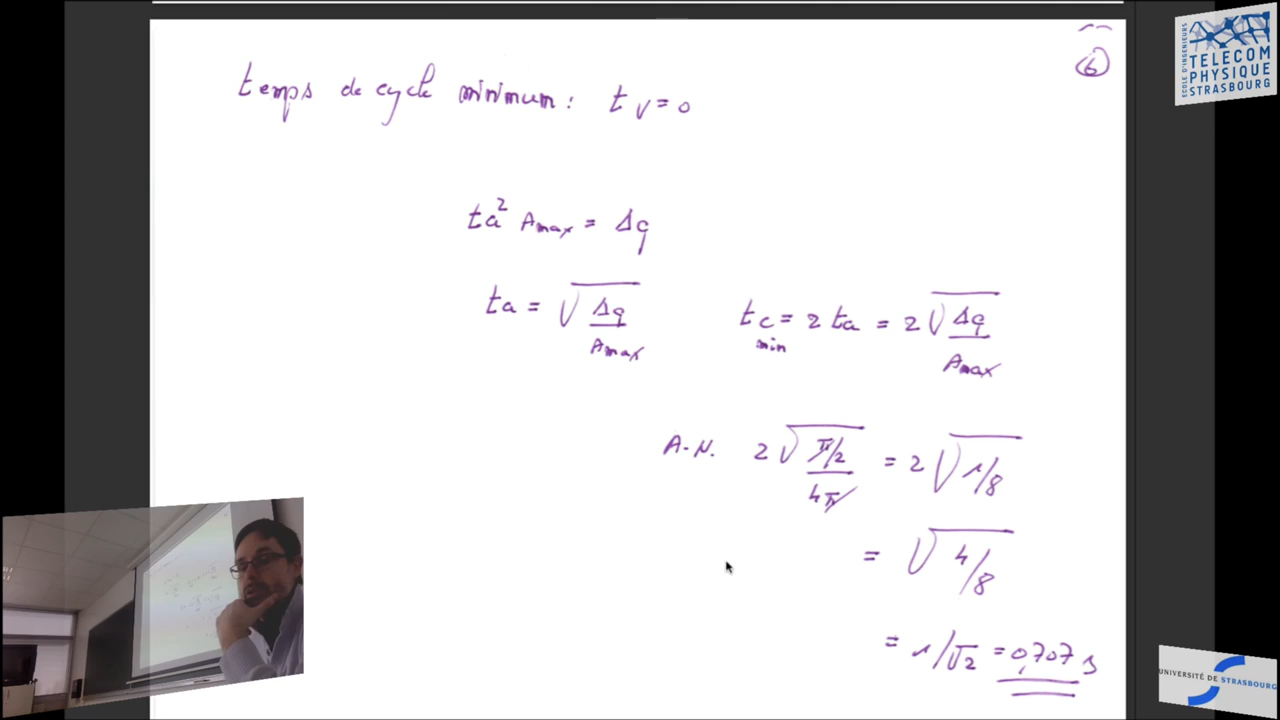 6
temps de cycle minimum : tv = 0
ta² Amax = Δq
ta = √(Δq/Amax)
tc min = 2 ta = 2√(Δq/Amax)
A.N. 2√((π/2)/4π) = 2√(1/8)
= √(4/8)
= 1/√2 = 0,707 s
ECOLE D'INGENIEURS
TELECOM
PHYSIQUE
STRASBOURG
UNIVERSITÉ DE STRASBOURG